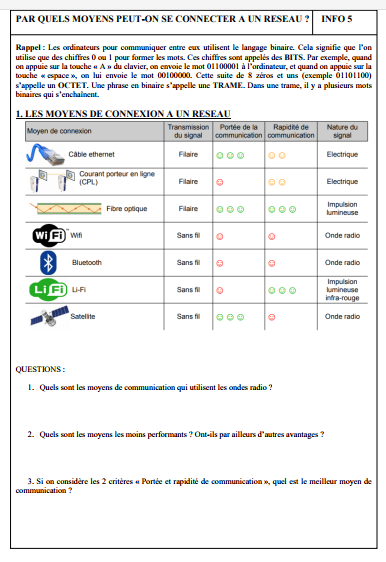 PAR QUELS MOYENS PEUT-ON SE CONNECTER A UN RESEAU ? INFO 5
Rappel : Les ordinateurs pour communiquer entre eux utilisent le langage binaire. Cela signifie que l'on
utilise que des chiffres 0 ou 1 pour former les mots. Ces chiffres sont appelés des BITS. Par exemple, quand
on appuie sur la touche « A » du clavier, on envoie le mot 01100001 à l'ordinateur, et quand on appuie sur la
touche « espace », on lui envoie le mot 00100000. Cette suite de 8 zéros et uns (exemple 01101100)
s'appelle un OCTET. Une phrase en binaire s'appelle une TRAME. Dans une trame, il y a plusieurs mots
binaires qui s'enchaînent.
1. LES MOYENS DE CONNEXION A UN RESEAU
Moyen de connexion Transmission du signal Portée de la communication Rapidité de communication Nature du signal
Câble ethernet Filaire Electrique
Courant porteur en ligne (CPL) Filaire Electrique
Fibre optique Filaire Impulsion lumineuse
WiFi Wifi Sans fil Onde radio
Bluetooth Sans fil Onde radio
LiFi Li-Fi Sans fil Impulsion lumineuse infra-rouge
Satellite Sans fil Onde radio
QUESTIONS :
1. Quels sont les moyens de communication qui utilisent les ondes radio ?
2. Quels sont les moyens les moins performants ? Ont-ils par ailleurs d'autres avantages ?
3. Si on considère les 2 critères « Portée et rapidité de communication », quel est le meilleur moyen de
communication ?